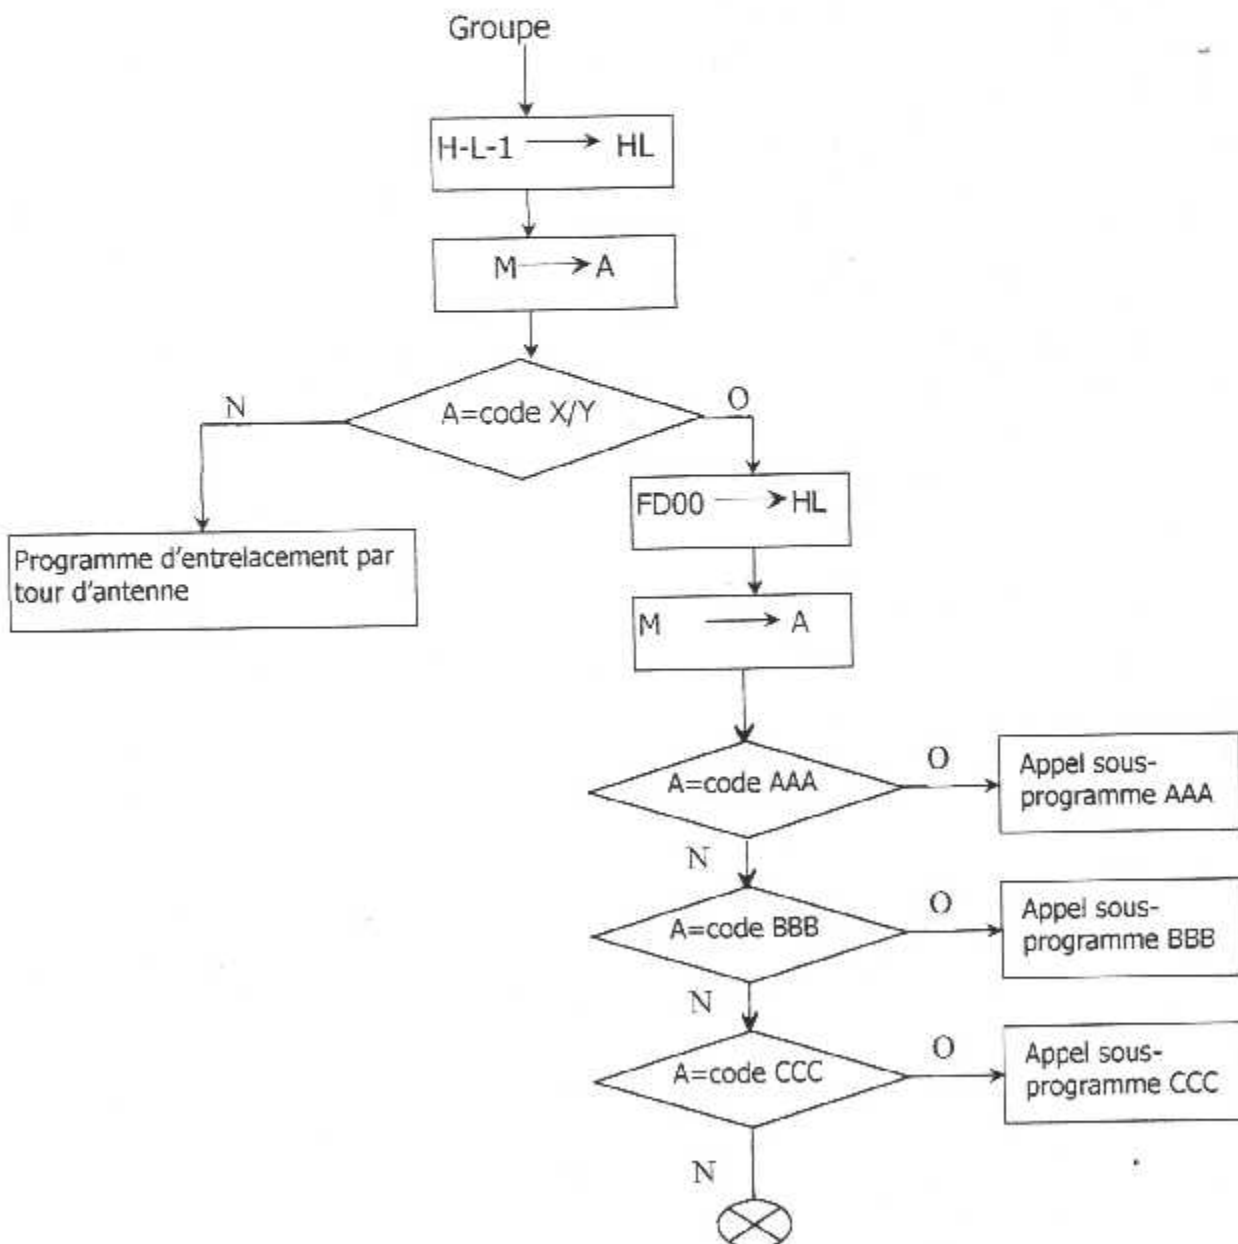 Groupe
H-L-1 → HL
M → A
A=code X/Y
N
O
FD00 → HL
Programme d'entrelacement par
tour d'antenne
M → A
A=code AAA
O
Appel sous-
programme AAA
N
A=code BBB
O
Appel sous-
programme BBB
N
A=code CCC
O
Appel sous-
programme CCC
N